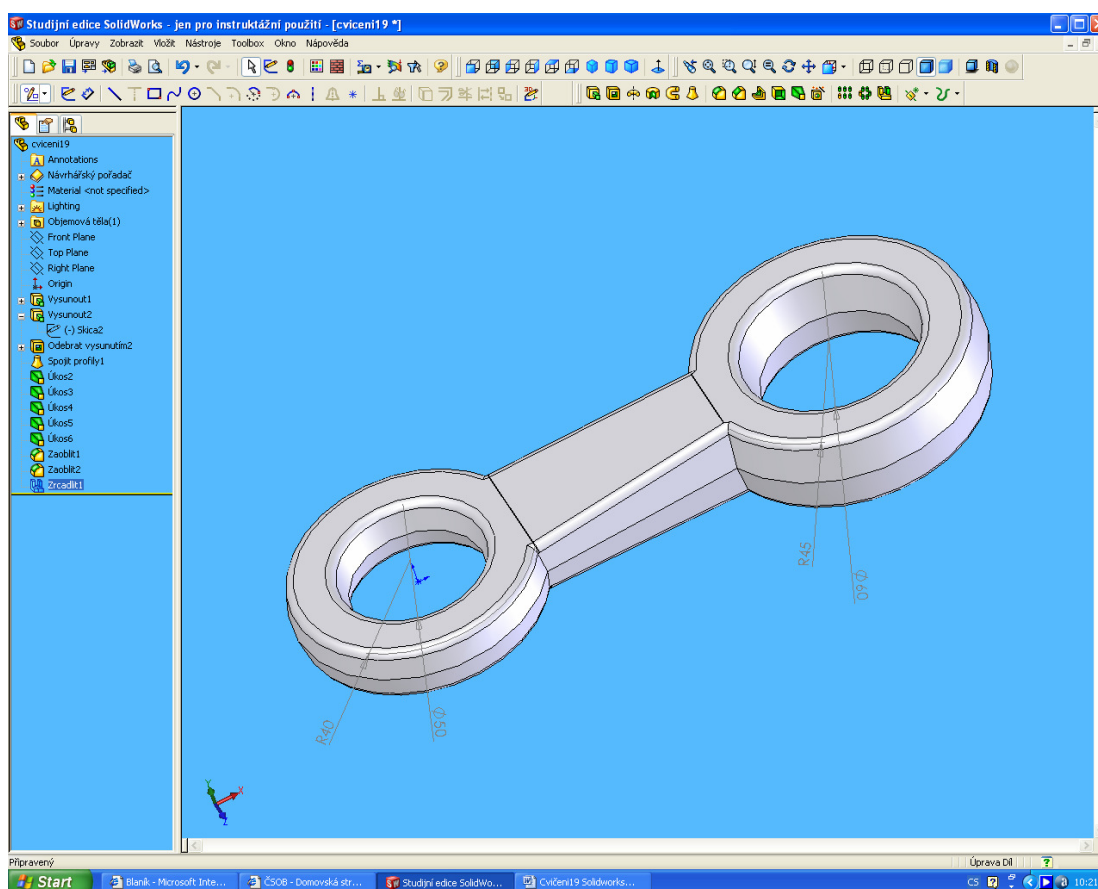 Studijní edice SolidWorks - jen pro instruktážní použití - [cviceni19 *]
Soubor Úpravy Zobrazit Vložit Nástroje Toolbox Okno Nápověda
cviceni19
Annotations
Návrhářský pořadač
Material <not specified>
Lighting
Objemová těla(1)
Front Plane
Top Plane
Right Plane
Origin
Vysunout1
Vysunout2
(-) Skica2
Odebrat vysunutím2
Spojit profily1
Úkos2
Úkos3
Úkos4
Úkos5
Úkos6
Zaoblit1
Zaoblit2
Zrcadlit1
R45
Ø60
R40
Ø50
Y
X
Z
Připravený
Úprava Díl
Start
Blaník - Microsoft Inte...
ČSOB - Domovská str...
Studijní edice SolidWo...
Cvičení19 Solidworks...
CS
10:21